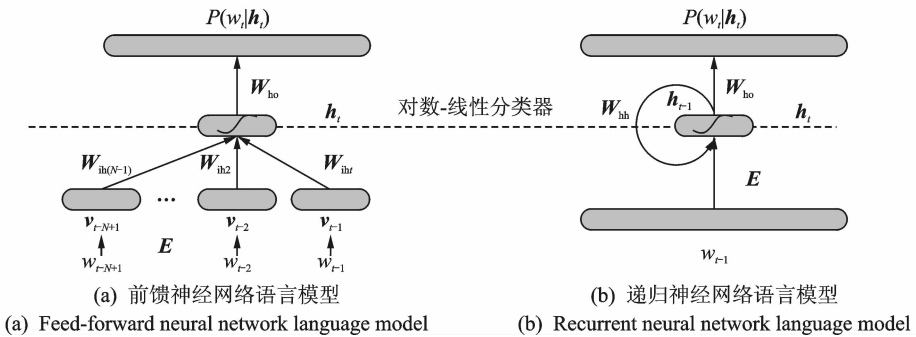 P(w_t|h_t)
W_ho
h_t
W_ih(N-1)
W_ih2
W_iht
...
v_t-N+1
v_t-2
v_t-1
E
w_t-N+1
w_t-2
w_t-1
(a) 前馈神经网络语言模型
(a) Feed-forward neural network language model
对数-线性分类器
P(w_t|h_t)
W_ho
W_hh
h_t-1
h_t
E
w_t-1
(b) 递归神经网络语言模型
(b) Recurrent neural network language model